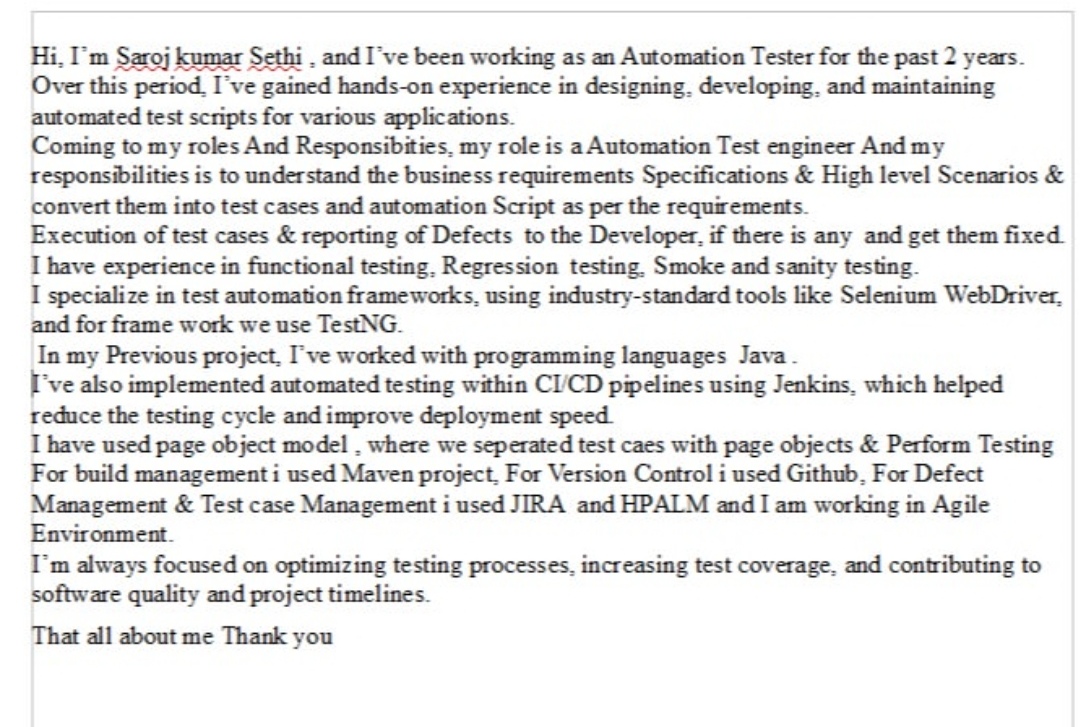 Hi, I'm Saroj kumar Sethi , and I've been working as an Automation Tester for the past 2 years.
Over this period, I've gained hands-on experience in designing, developing, and maintaining
automated test scripts for various applications.
Coming to my roles And Responsibities, my role is a Automation Test engineer And my
responsibilities is to understand the business requirements Specifications & High level Scenarios &
convert them into test cases and automation Script as per the requirements.
Execution of test cases & reporting of Defects to the Developer, if there is any and get them fixed.
I have experience in functional testing, Regression testing, Smoke and sanity testing.
I specialize in test automation frameworks, using industry-standard tools like Selenium WebDriver,
and for frame work we use TestNG.
In my Previous project, I've worked with programming languages Java .
I've also implemented automated testing within CI/CD pipelines using Jenkins, which helped
reduce the testing cycle and improve deployment speed.
I have used page object model , where we seperated test caes with page objects & Perform Testing
For build management i used Maven project, For Version Control i used Github, For Defect
Management & Test case Management i used JIRA and HPALM and I am working in Agile
Environment.
I'm always focused on optimizing testing processes, increasing test coverage, and contributing to
software quality and project timelines.
That all about me Thank you